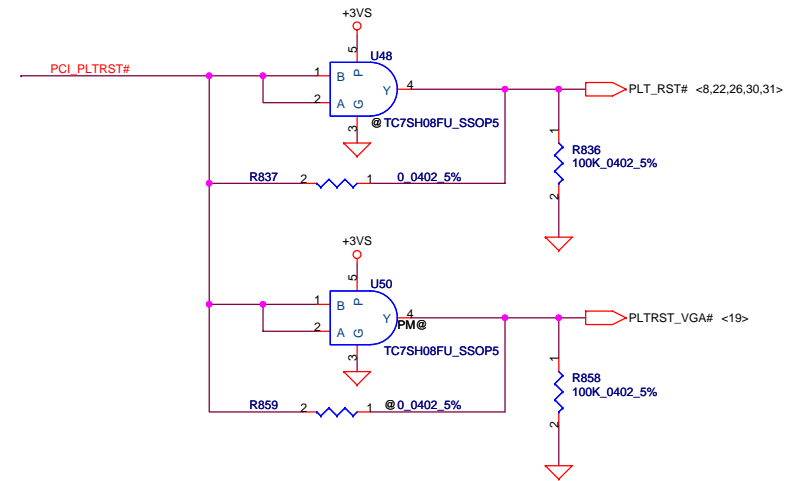 +3VS
PCI_PLTRST#
5
U48
1
B
P
Y
4
2
A
G
3
@TC7SH08FU_SSOP5
PLT_RST# <8,22,26,30,31>
1
R836
100K_0402_5%
2
R837
2
1
0_0402_5%
+3VS
5
U50
1
B
P
Y
4
PM@
2
A
G
3
TC7SH08FU_SSOP5
PLTRST_VGA# <19>
1
R858
100K_0402_5%
2
R859
2
1
@0_0402_5%